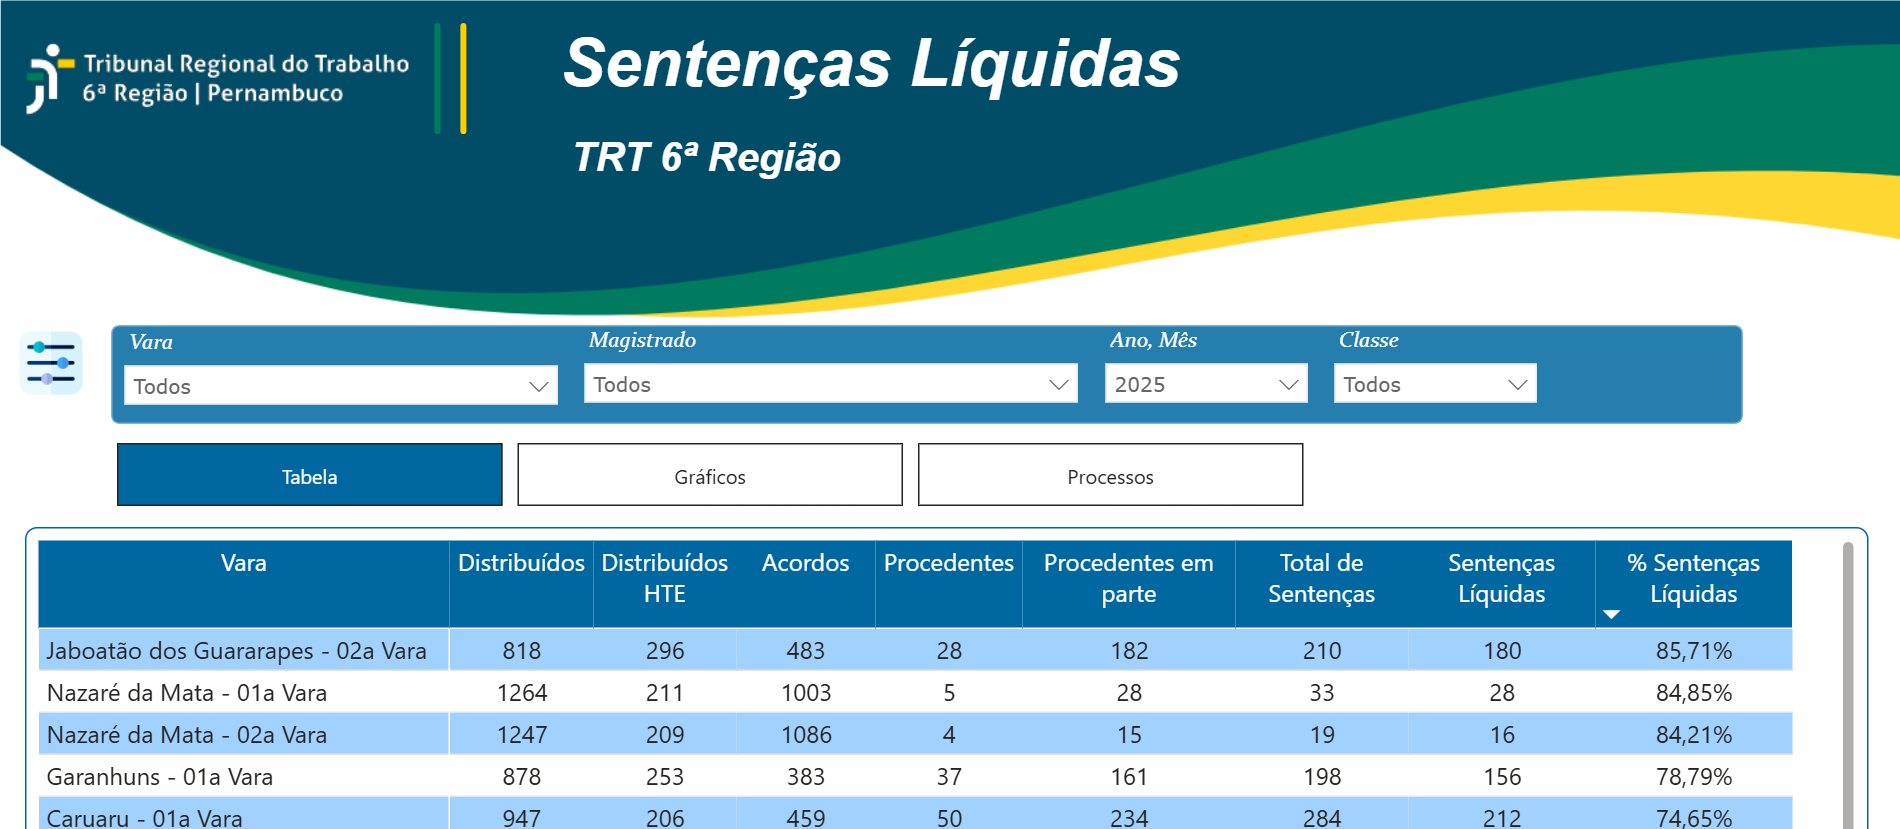 Tribunal Regional do Trabalho
6ª Região | Pernambuco
Sentenças Líquidas
TRT 6ª Região
Vara
Magistrado
Ano, Mês
Classe
Todos
Todos
2025
Todos
Tabela
Gráficos
Processos
Vara Distribuídos Distribuídos HTE Acordos Procedentes Procedentes em parte Total de Sentenças Sentenças Líquidas % Sentenças Líquidas
Jaboatão dos Guararapes - 02a Vara 818 296 483 28 182 210 180 85,71%
Nazaré da Mata - 01a Vara 1264 211 1003 5 28 33 28 84,85%
Nazaré da Mata - 02a Vara 1247 209 1086 4 15 19 16 84,21%
Garanhuns - 01a Vara 878 253 383 37 161 198 156 78,79%
Caruaru - 01a Vara 947 206 459 50 234 284 212 74,65%